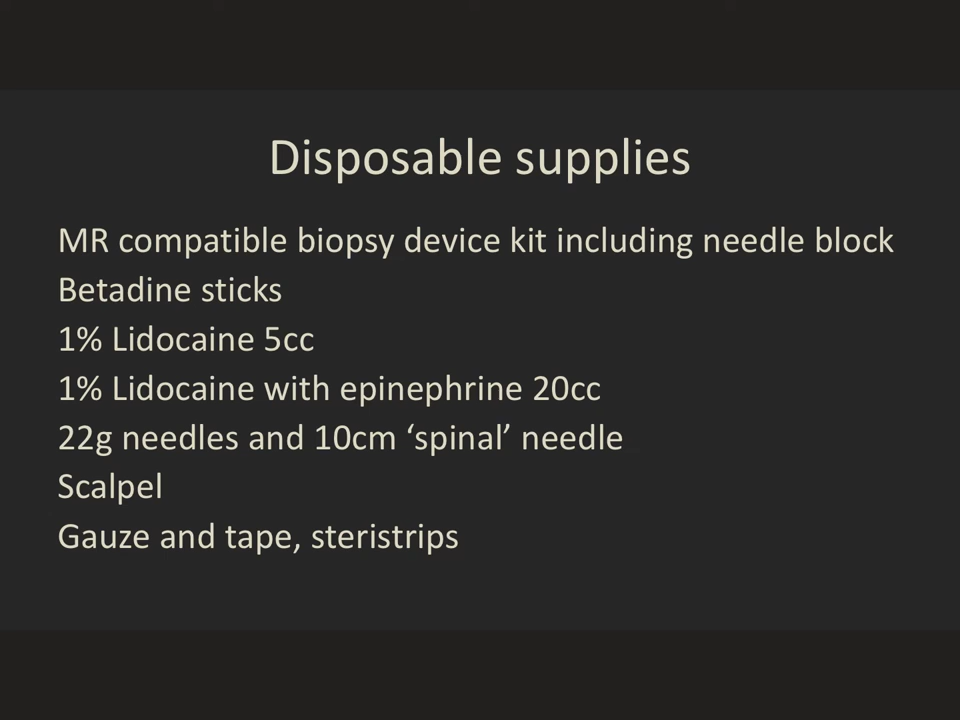 Disposable supplies
MR compatible biopsy device kit including needle block
Betadine sticks
1% Lidocaine 5cc
1% Lidocaine with epinephrine 20cc
22g needles and 10cm ‘spinal’ needle
Scalpel
Gauze and tape, steristrips